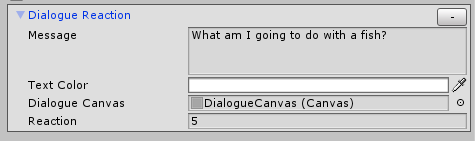 Dialogue Reaction
-
Message
What am I going to do with a fish?
Text Color
Dialogue Canvas
DialogueCanvas (Canvas)
Reaction
5